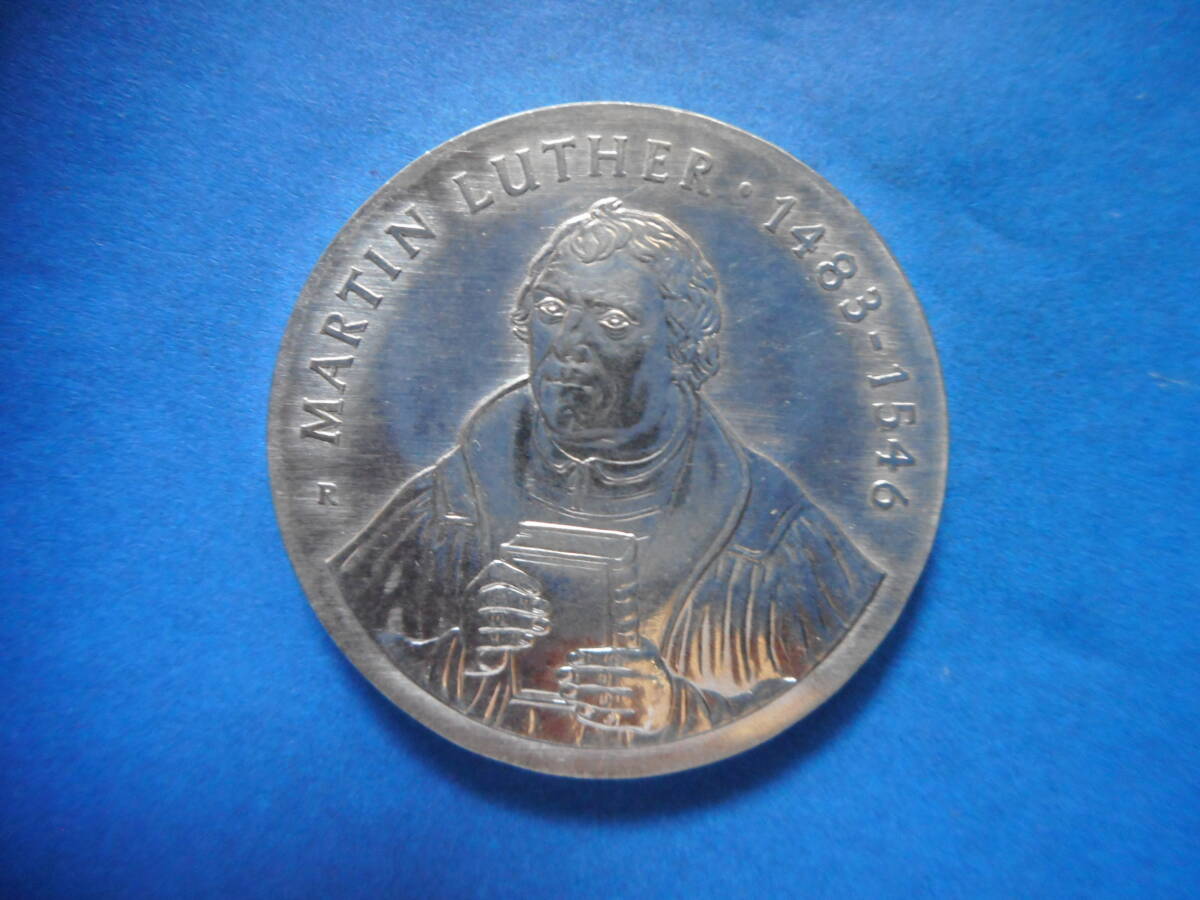 MARTIN LUTHER · 1483-1546
R